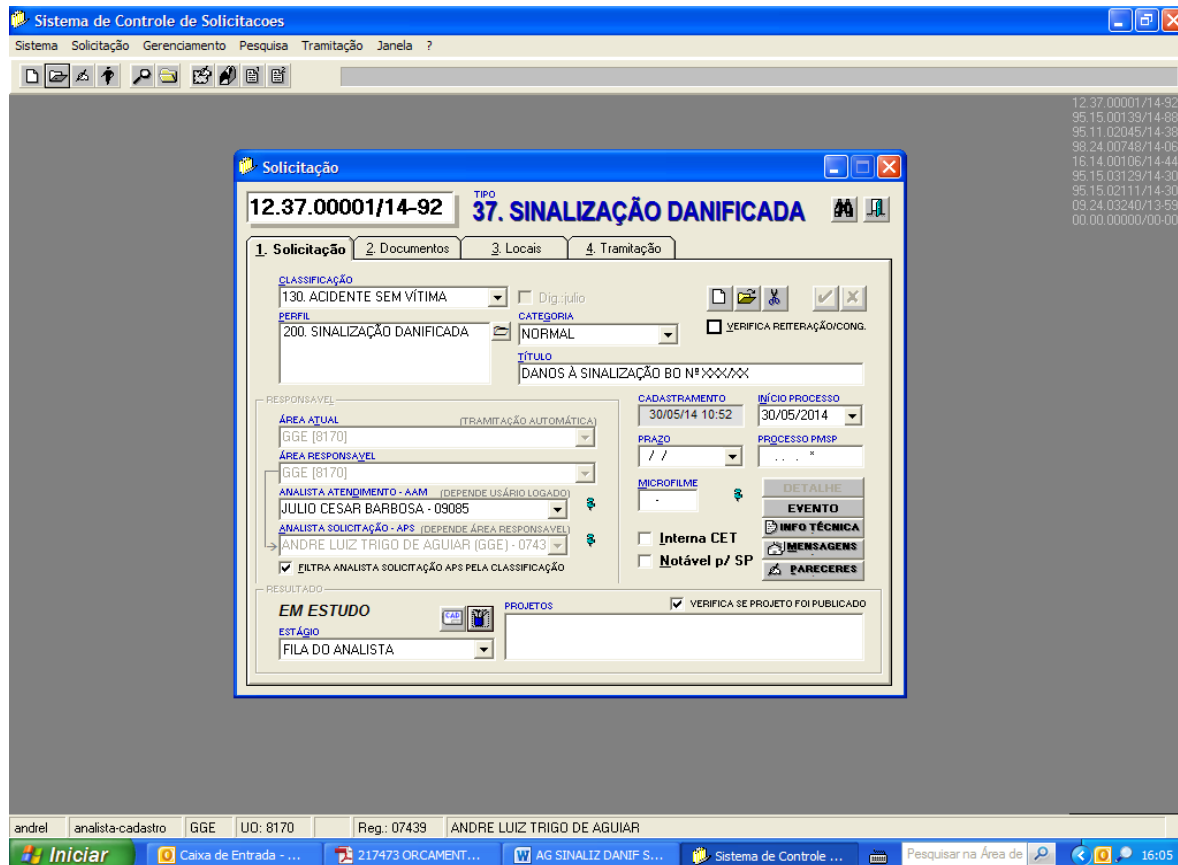 Sistema de Controle de Solicitacoes
Sistema Solicitação Gerenciamento Pesquisa Tramitação Janela ?
12.37.00001/14-92
95.15.00139/14-88
95.11.02045/14-38
98.24.00748/14-06
16.14.00106/14-44
95.15.03129/14-30
95.15.02111/14-30
09.24.03240/13-59
00.00.00000/00-00
Solicitação
12.37.00001/14-92
TIPO
37. SINALIZAÇÃO DANIFICADA
1. Solicitação 2. Documentos 3. Locais 4. Tramitação
CLASSIFICAÇÃO
130. ACIDENTE SEM VÍTIMA
Dig.:julio
PERFIL
200. SINALIZAÇÃO DANIFICADA
CATEGORIA
NORMAL
VERIFICA REITERAÇÃO/CONG.
TÍTULO
DANOS À SINALIZAÇÃO BO Nº XXX/XX
RESPONSAVEL
ÁREA ATUAL (TRAMITAÇÃO AUTOMÁTICA)
GGE [8170]
ÁREA RESPONSAVEL
GGE [8170]
ANALISTA ATENDIMENTO - AAM (DEPENDE USÁRIO LOGADO)
JULIO CESAR BARBOSA - 09085
ANALISTA SOLICITAÇÃO - APS (DEPENDE ÁREA RESPONSAVEL)
ANDRE LUIZ TRIGO DE AGUIAR (GGE) - 0743
FILTRA ANALISTA SOLICITAÇÃO APS PELA CLASSIFICAÇÃO
CADASTRAMENTO INÍCIO PROCESSO
30/05/14 10:52 30/05/2014
PRAZO PROCESSO PMSP
/ / .. . *
MICROFILME
-
DETALHE
EVENTO
INFO TÉCNICA
MENSAGENS
PARECERES
Interna CET
Notável p/ SP
RESULTADO
EM ESTUDO
CAD
ESTÁGIO
FILA DO ANALISTA
PROJETOS
VERIFICA SE PROJETO FOI PUBLICADO
andrel analista-cadastro GGE UO: 8170 Reg.: 07439 ANDRE LUIZ TRIGO DE AGUIAR
Iniciar Caixa de Entrada - ... 217473 ORCAMENT... AG SINALIZ DANIF S... Sistema de Controle ... Pesquisar na Área de 16:05